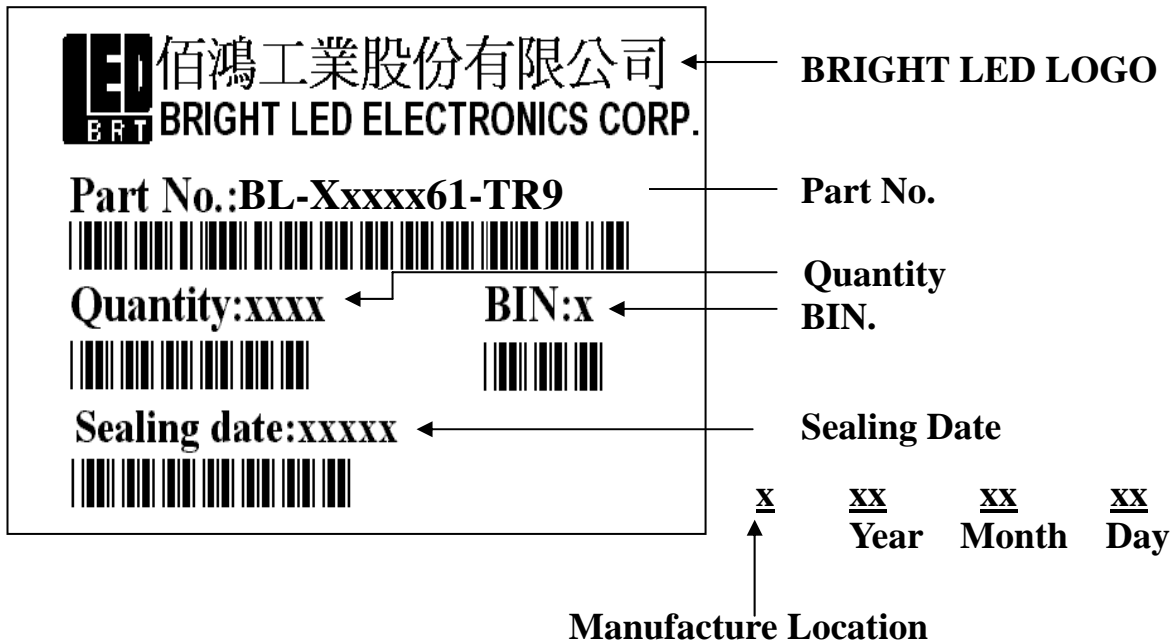 LED 佰鴻工業股份有限公司 BRIGHT LED LOGO
BRT BRIGHT LED ELECTRONICS CORP.
Part No.:BL-Xxxxx61-TR9 Part No.
Quantity:xxxx BIN:x Quantity
BIN.
Sealing date:xxxxx Sealing Date
x xx xx xx
Year Month Day
Manufacture Location